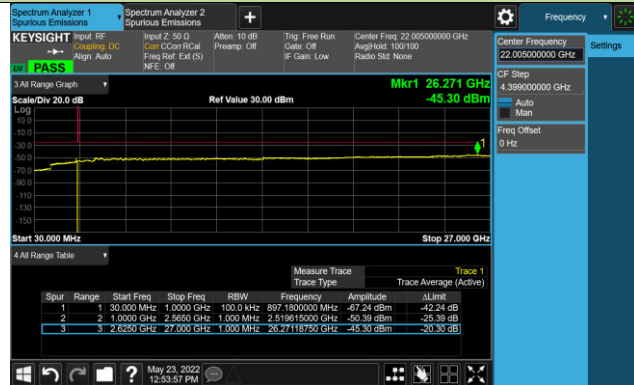 Spectrum Analyzer 1
Spurious Emissions
Spectrum Analyzer 2
Spurious Emissions
+
Frequency
KEYSIGHT
Input: RF
Coupling: DC
Align: Auto
Input Z: 50 Ω
Corr CCorr RCal
Freq Ref: Ext (S)
NFE: Off
Atten: 10 dB
Preamp: Off
Trig: Free Run
Gate: Off
IF Gain: Low
Center Freq: 22.005000000 GHz
Avg|Hold: 100/100
Radio Std: None
PASS
Center Frequency
22.005000000 GHz
Settings
CF Step
4.399000000 GHz
Auto
Man
Freq Offset
0 Hz
3 All Range Graph
Mkr1 26.271 GHz
-45.30 dBm
Scale/Div 20.0 dB
Ref Value 30.00 dBm
Log
10.0
-10.0
-30.0
-50.0
-70.0
-90.0
-110
-130
-150
1
Start 30.000 MHz
Stop 27.000 GHz
4 All Range Table
Measure Trace Trace 1
Trace Type Trace Average (Active)
Spur Range Start Freq Stop Freq RBW Frequency Amplitude ΔLimit
1 1 30.000 MHz 1.0000 GHz 100.0 kHz 897.1800000 MHz -67.24 dBm -42.24 dB
2 2 1.0000 GHz 2.5650 GHz 1.000 MHz 2.519615000 GHz -50.39 dBm -25.39 dB
3 3 2.6250 GHz 27.000 GHz 1.000 MHz 26.27118750 GHz -45.30 dBm -20.30 dB
?
May 23, 2022
12:53:57 PM